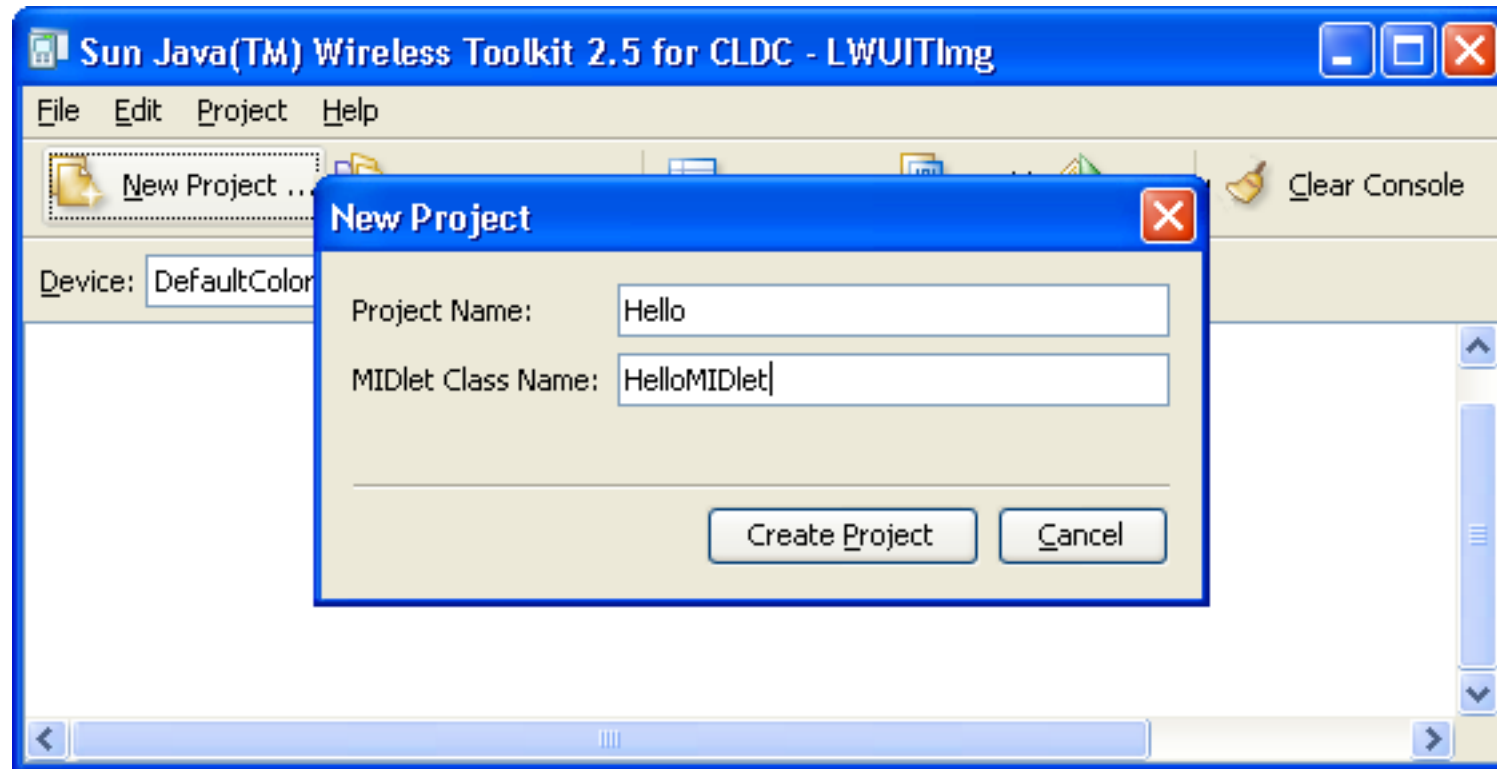 Sun Java(TM) Wireless Toolkit 2.5 for CLDC - LWUITImg
File Edit Project Help
New Project ...
Clear Console
Device: DefaultColor
New Project
Project Name: Hello
MIDlet Class Name: HelloMIDlet
Create Project Cancel